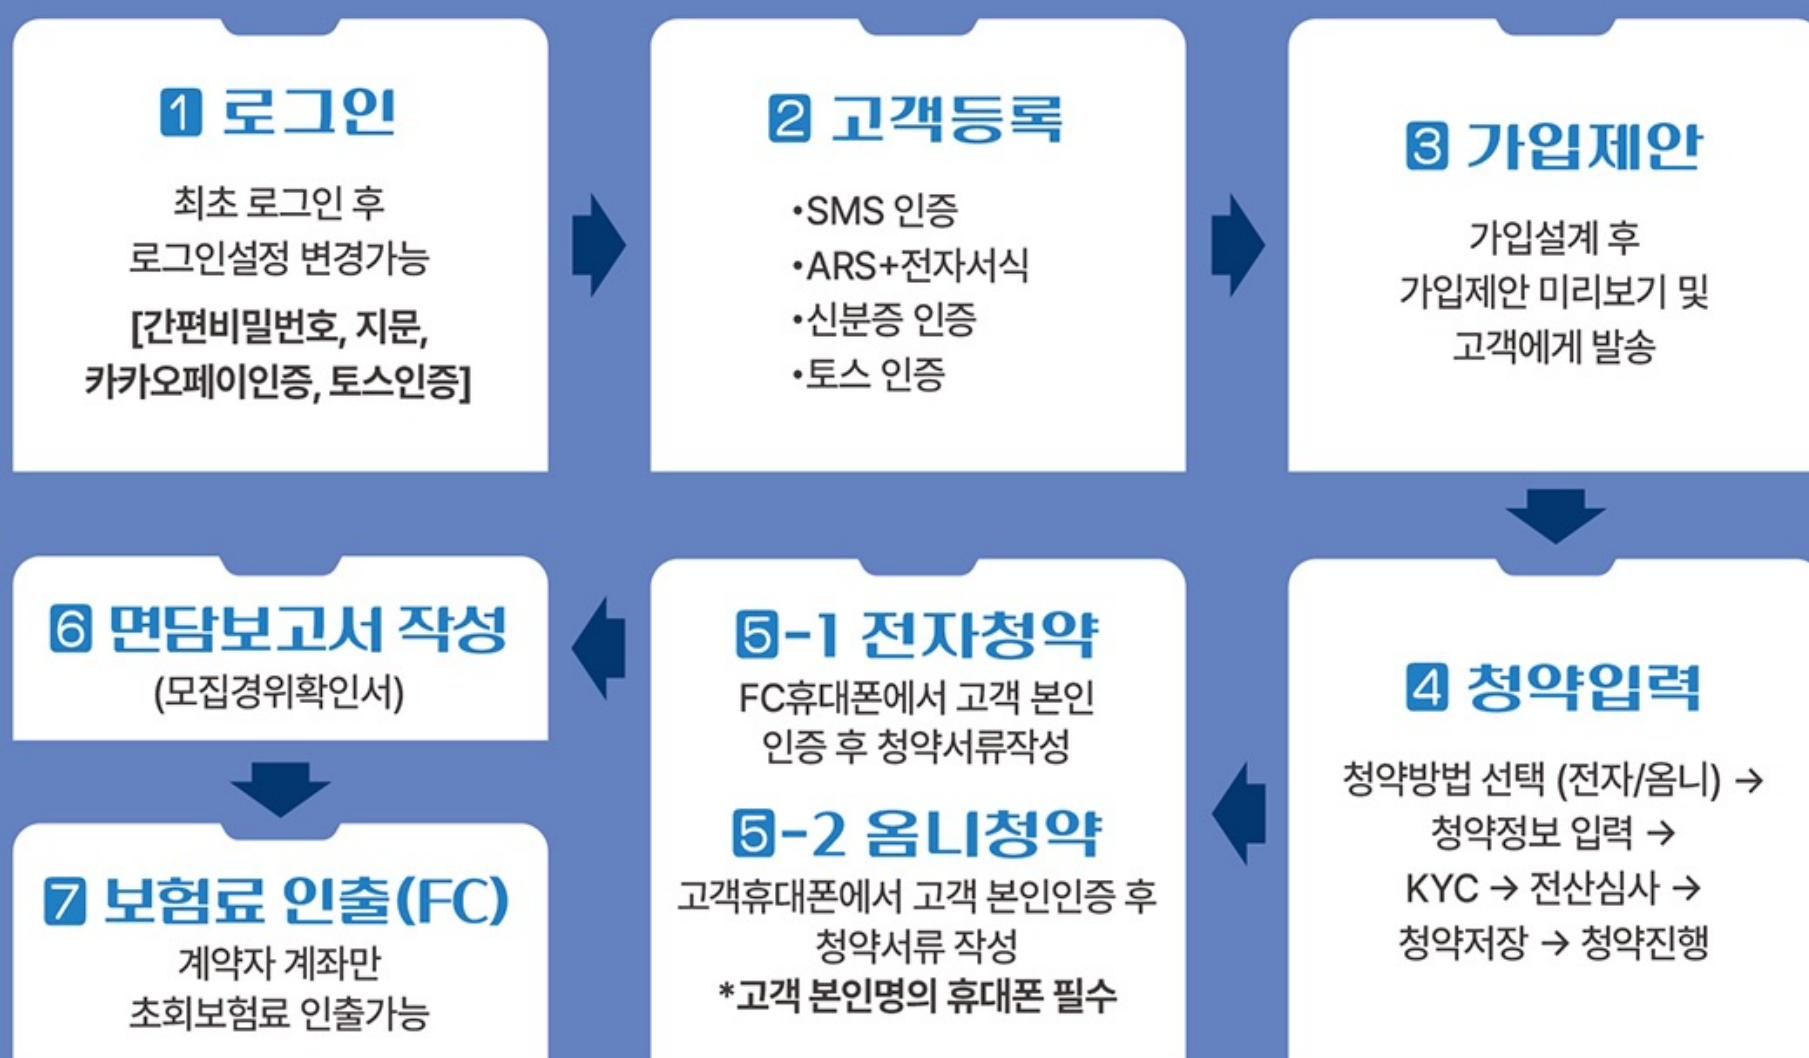 1 로그인
최초 로그인 후
로그인설정 변경가능
[간편비밀번호, 지문,
카카오페이인증, 토스인증]
2 고객등록
•SMS 인증
•ARS+전자서식
•신분증 인증
•토스 인증
3 가입제안
가입설계 후
가입제안 미리보기 및
고객에게 발송
4 청약입력
청약방법 선택 (전자/옴니) →
청약정보 입력 →
KYC → 전산심사 →
청약저장 → 청약진행
5-1 전자청약
FC휴대폰에서 고객 본인
인증 후 청약서류작성
5-2 옴니청약
고객휴대폰에서 고객 본인인증 후
청약서류 작성
*고객 본인명의 휴대폰 필수
6 면담보고서 작성
(모집경위확인서)
7 보험료 인출(FC)
계약자 계좌만
초회보험료 인출가능